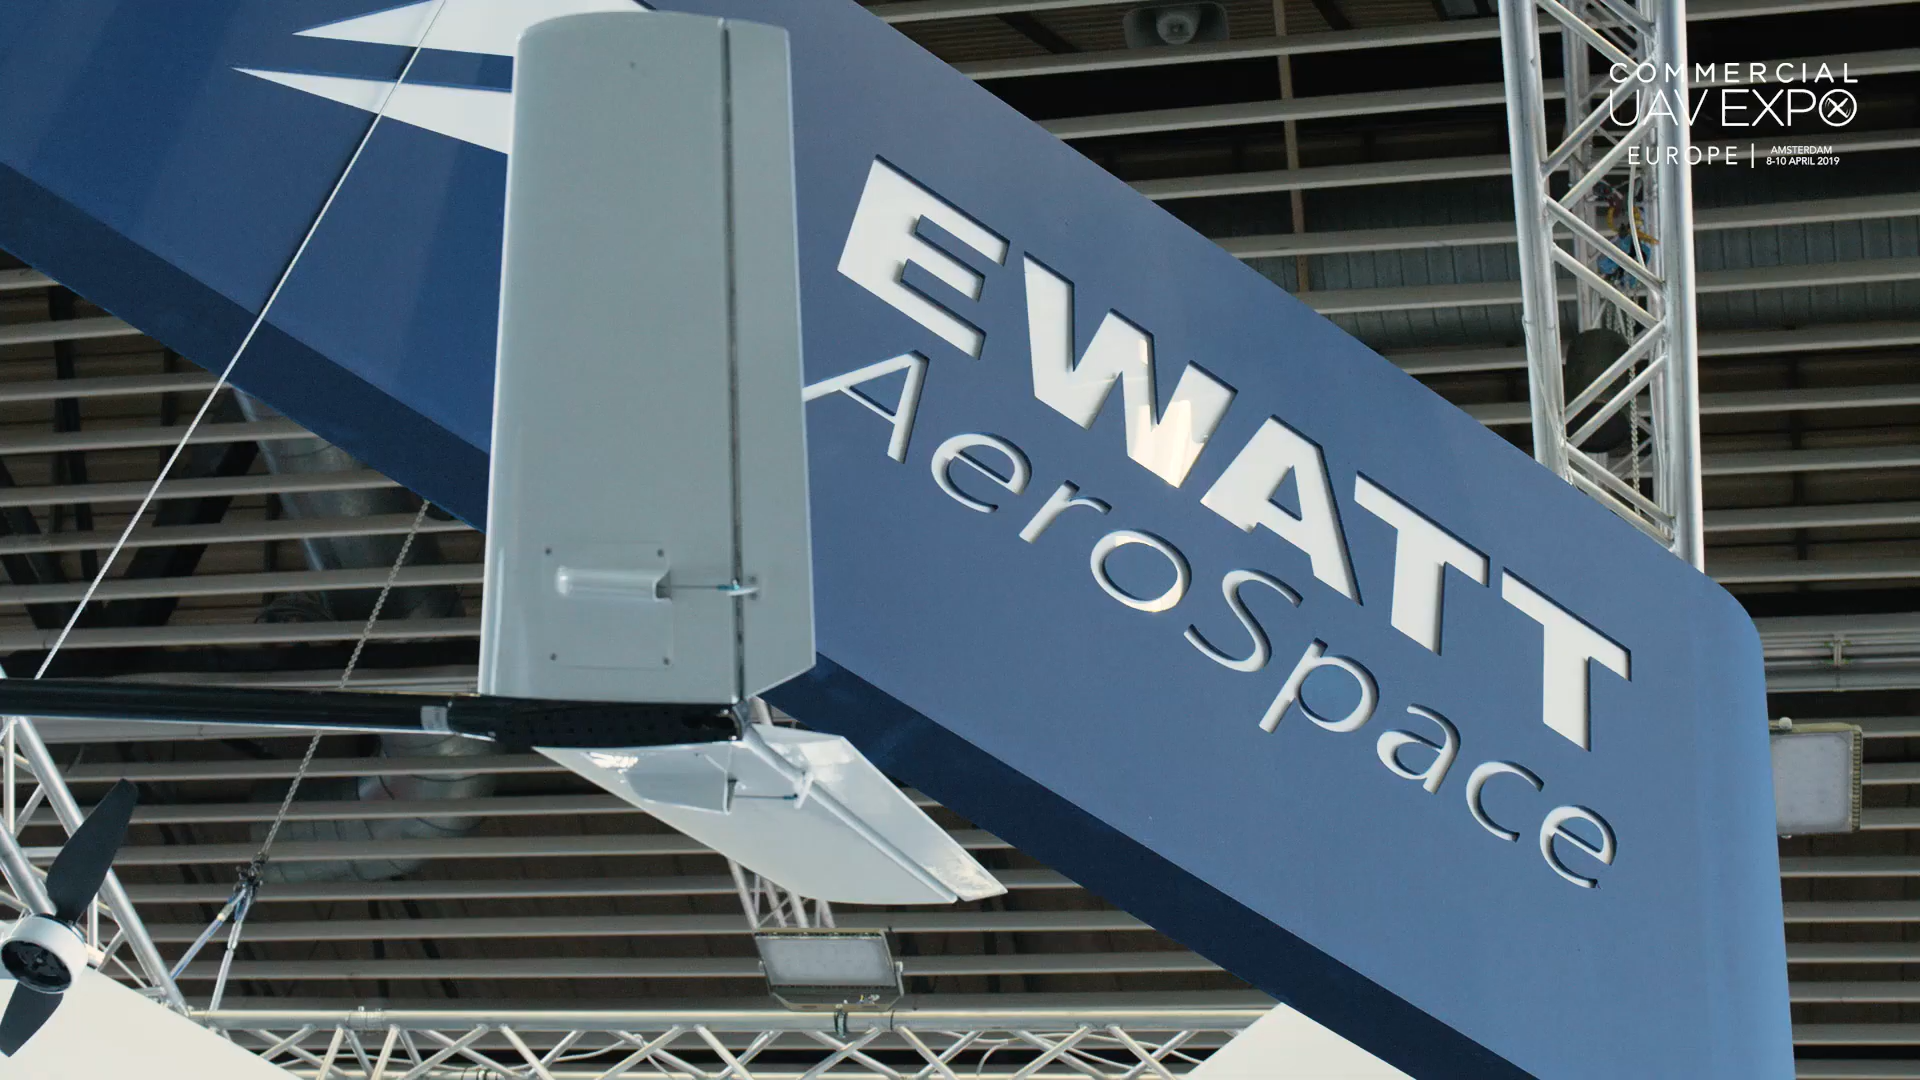 COMMERCIAL
UAV EXPO
EUROPE | AMSTERDAM
8-10 APRIL 2019
EWATT
AeroSpace